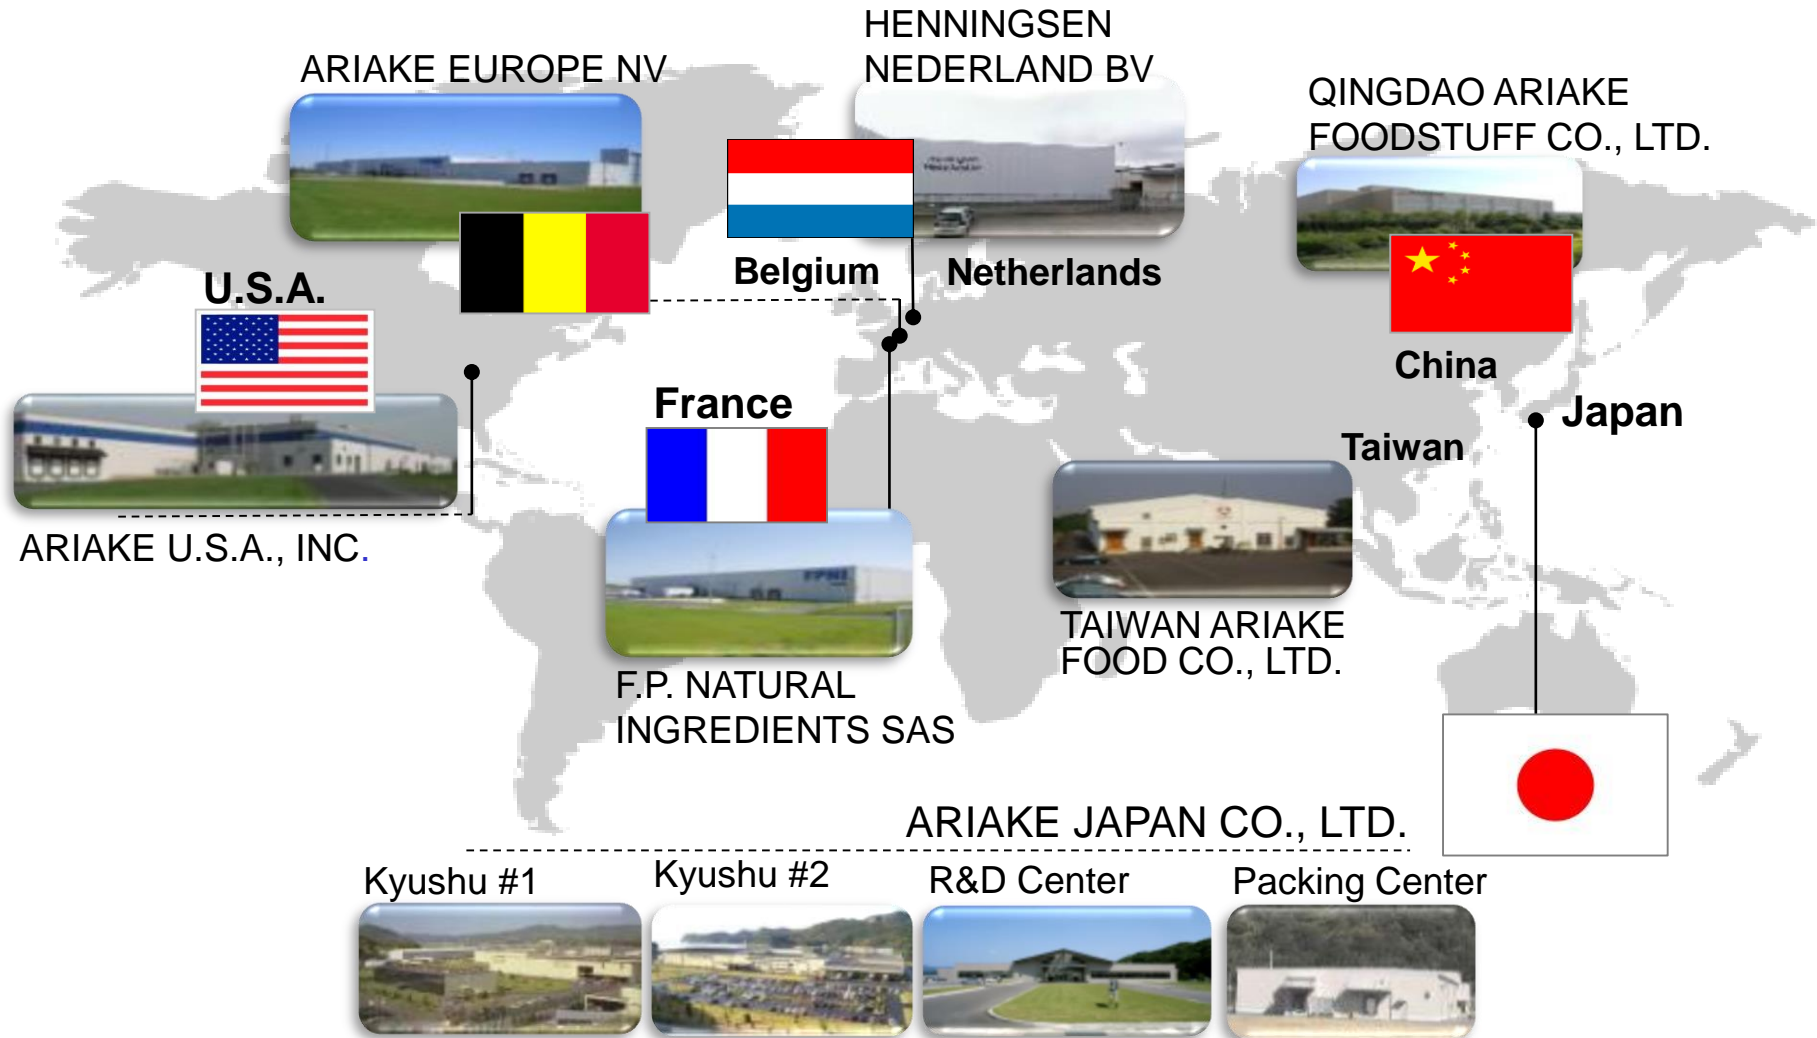 HENNINGSEN
NEDERLAND BV
ARIAKE EUROPE NV
QINGDAO ARIAKE
FOODSTUFF CO., LTD.
Belgium
Netherlands
U.S.A.
China
France
Japan
Taiwan
ARIAKE U.S.A., INC.
FPNI
TAIWAN ARIAKE
FOOD CO., LTD.
F.P. NATURAL
INGREDIENTS SAS
ARIAKE JAPAN CO., LTD.
Kyushu #1
Kyushu #2
R&D Center
Packing Center